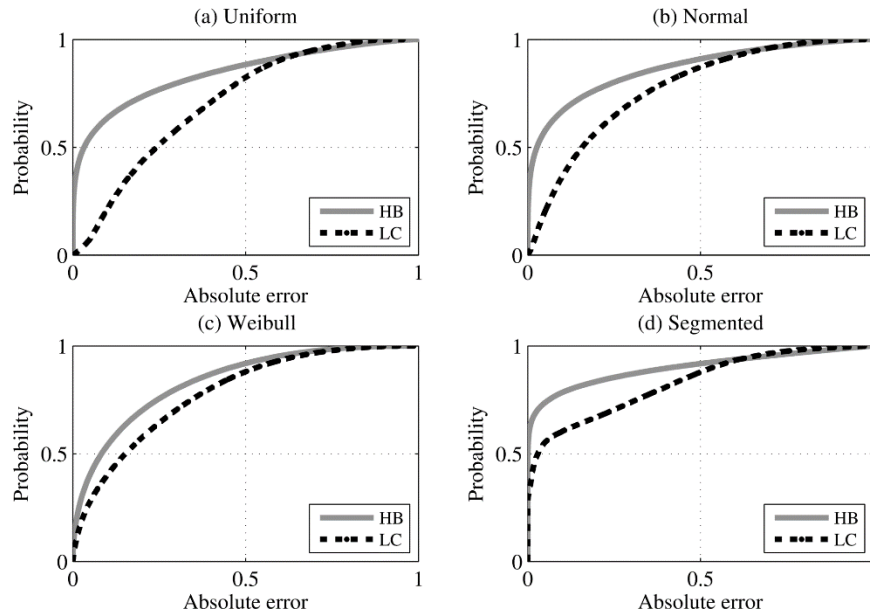 (a) Uniform
1
0.5
0
Probability
0
0.5
1
Absolute error
HB
LC
(b) Normal
1
0.5
0
Probability
0
0.5
Absolute error
HB
LC
(c) Weibull
1
0.5
0
Probability
0
0.5
1
Absolute error
HB
LC
(d) Segmented
1
0.5
0
Probability
0
0.5
Absolute error
HB
LC